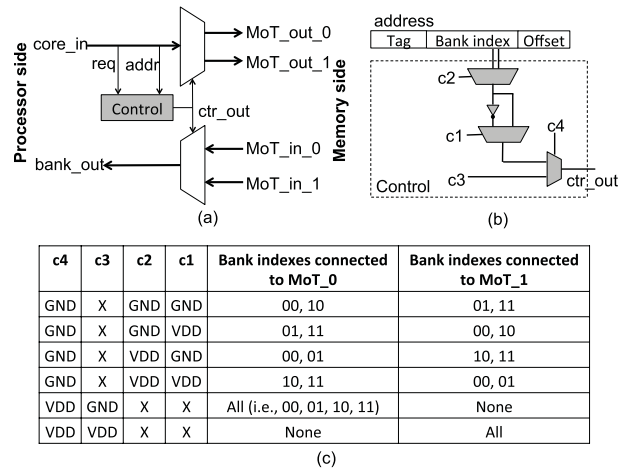 Processor side
core_in
req
addr
Control
ctr_out
bank_out
MoT_out_0
MoT_out_1
MoT_in_0
MoT_in_1
Memory side
(a)
address
Tag Bank index Offset
c2
c1
c4
c3
ctr_out
Control
(b)
c4 c3 c2 c1 Bank indexes connected to MoT_0 Bank indexes connected to MoT_1
GND X GND GND 00, 10 01, 11
GND X GND VDD 01, 11 00, 10
GND X VDD GND 00, 01 10, 11
GND X VDD VDD 10, 11 00, 01
VDD GND X X All (i.e., 00, 01, 10, 11) None
VDD VDD X X None All
(c)